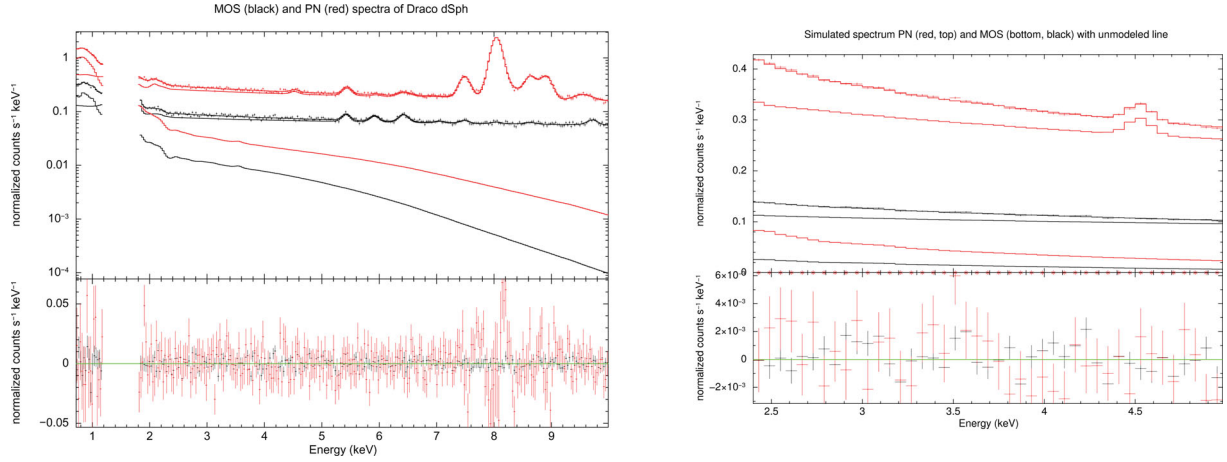 MOS (black) and PN (red) spectra of Draco dSph
normalized counts s⁻¹ keV⁻¹
1
0.1
0.01
10⁻³
10⁻⁴
normalized counts s⁻¹ keV⁻¹
0.05
0
−0.05
1 2 3 4 5 6 7 8 9
Energy (keV)
Simulated spectrum PN (red, top) and MOS (bottom, black) with unmodeled line
normalized counts s⁻¹ keV⁻¹
0.4
0.3
0.1
0
normalized counts s⁻¹ keV⁻¹
6×10⁻³
4×10⁻³
2×10⁻³
0
−2×10⁻³
2.5 3 3.5 4 4.5
Energy (keV)